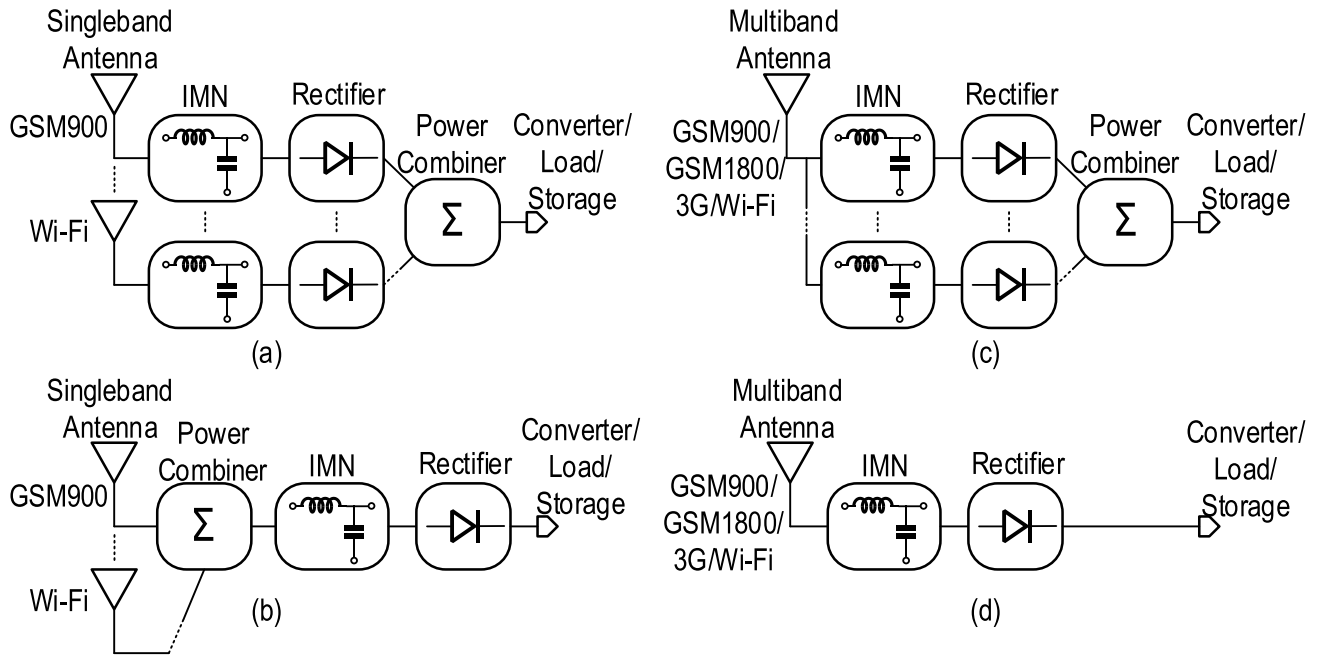 Singleband
Antenna
IMN
Rectifier
GSM900
Power
Combiner
Converter/
Load/
Storage
Σ
Wi-Fi
(a)
Multiband
Antenna
IMN
Rectifier
GSM900/
GSM1800/
3G/Wi-Fi
Power
Combiner
Converter/
Load/
Storage
Σ
(c)
Singleband
Antenna
Power
Combiner
IMN
Rectifier
Converter/
Load/
Storage
GSM900
Σ
Wi-Fi
(b)
Multiband
Antenna
IMN
Rectifier
Converter/
Load/
Storage
GSM900/
GSM1800/
3G/Wi-Fi
(d)